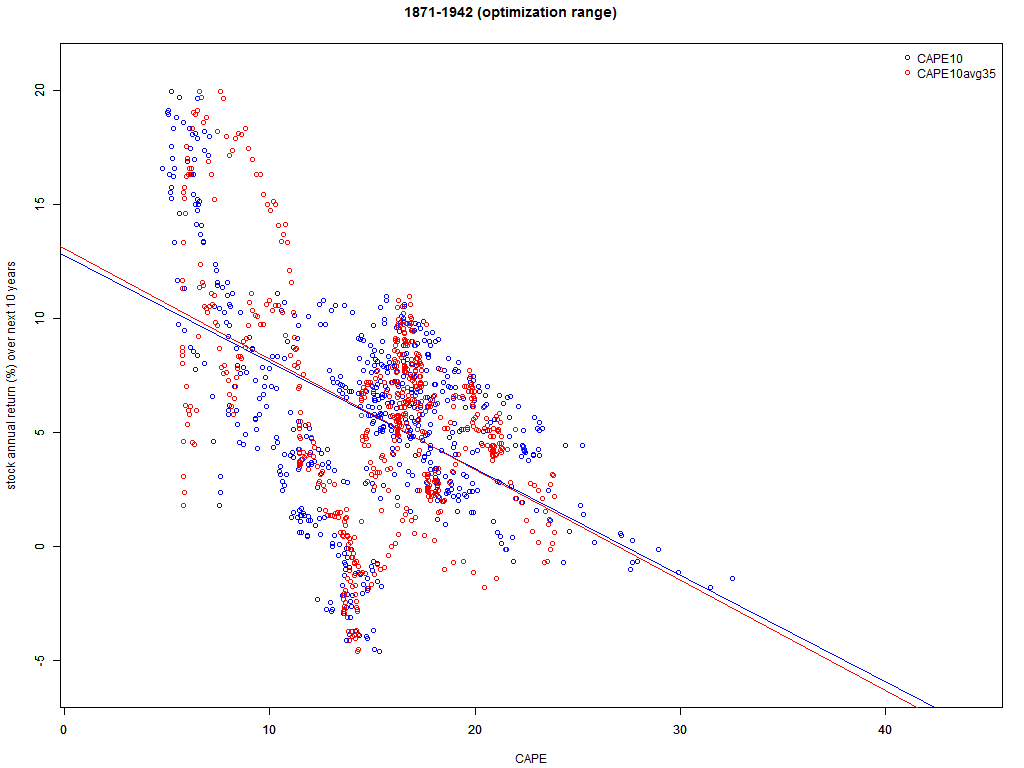 1871-1942 (optimization range)
CAPE10
CAPE10avg35
20
15
10
5
0
-5
stock annual return (%) over next 10 years
0 10 20 30 40
CAPE